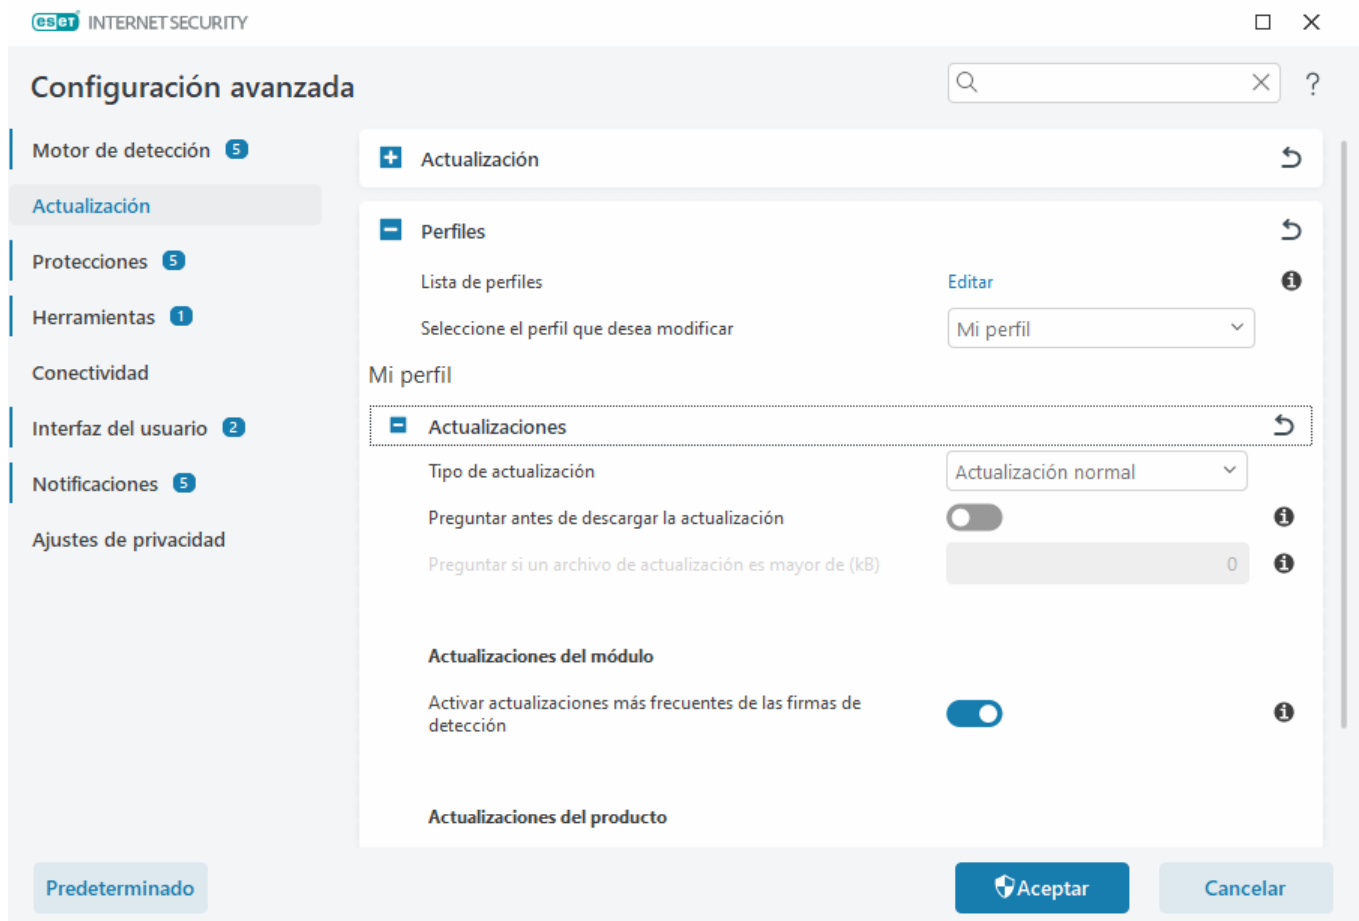 eset INTERNET SECURITY
Configuración avanzada
?
Motor de detección 5
Actualización
Protecciones 5
Herramientas 1
Conectividad
Interfaz del usuario 2
Notificaciones 5
Ajustes de privacidad
Actualización
Perfiles
Lista de perfiles Editar
Seleccione el perfil que desea modificar Mi perfil
Mi perfil
Actualizaciones
Tipo de actualización Actualización normal
Preguntar antes de descargar la actualización
Preguntar si un archivo de actualización es mayor de (kB) 0
Actualizaciones del módulo
Activar actualizaciones más frecuentes de las firmas de
detección
Actualizaciones del producto
Predeterminado Aceptar Cancelar